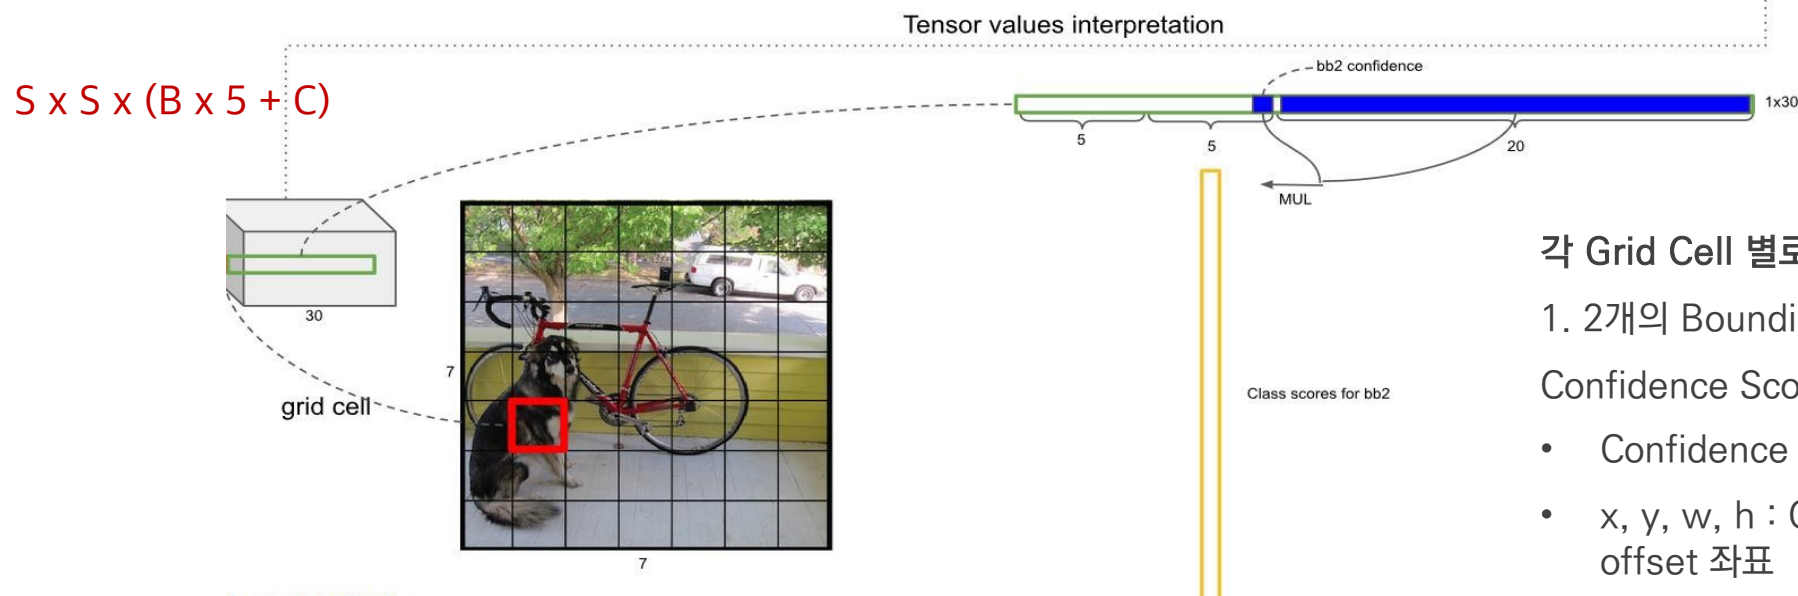 Tensor values interpretation
bb2 confidence
S x S x (B x 5 + C)
1x30
5
5
20
MUL
각 Grid Cell 별로
30
1. 2개의 Boundi
7
Confidence Sco
Class scores for bb2
grid cell
• Confidence
• x, y, w, h :
offset 좌표
7